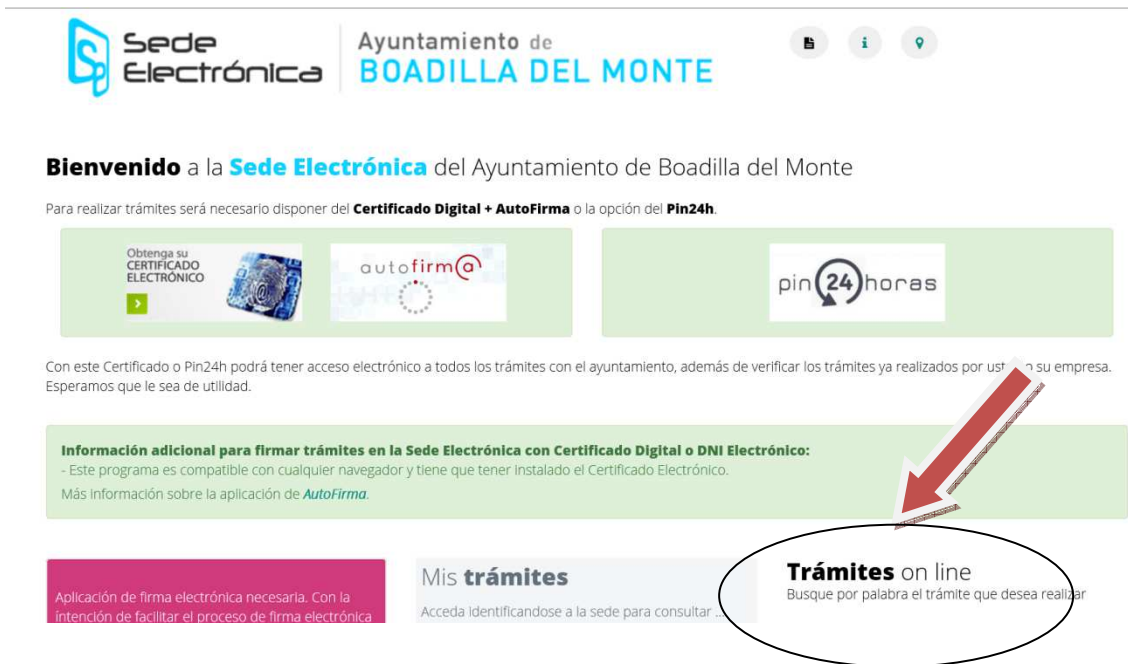 Sede
Electrónica
Ayuntamiento de
BOADILLA DEL MONTE
Bienvenido a la Sede Electrónica del Ayuntamiento de Boadilla del Monte
Para realizar trámites será necesario disponer del Certificado Digital + AutoFirma o la opción del Pin24h.
Obtenga su
CERTIFICADO
ELECTRÓNICO
autofirm@
pin24horas
Con este Certificado o Pin24h podrá tener acceso electrónico a todos los trámites con el ayuntamiento, además de verificar los trámites ya realizados por su empresa.
Esperamos que le sea de utilidad.
Información adicional para firmar trámites en la Sede Electrónica con Certificado Digital o DNI Electrónico:
- Este programa es compatible con cualquier navegador y tiene que tener instalado el Certificado Electrónico.
Más información sobre la aplicación de AutoFirma.
Aplicación de firma electrónica necesaria. Con la
intención de facilitar el proceso de firma electrónica
Mis trámites
Acceda identificandose a la sede para consultar ...
Trámites on line
Busque por palabra el trámite que desea realizar